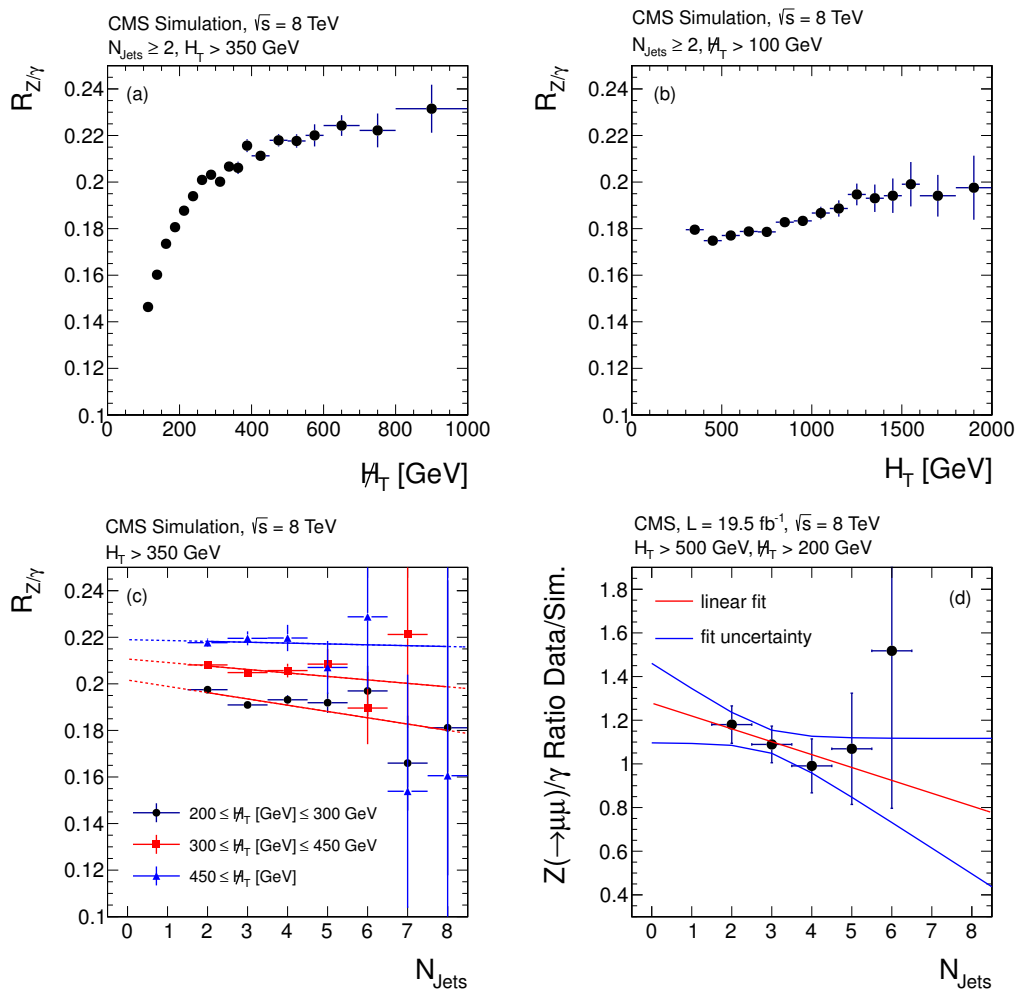 CMS Simulation, √s = 8 TeV
N_Jets ≥ 2, H_T > 350 GeV
R_Z/γ
(a)
0.24
0.22
0.2
0.18
0.16
0.14
0.12
0.1
0 200 400 600 800 1000
H̸_T [GeV]
CMS Simulation, √s = 8 TeV
N_Jets ≥ 2, H̸_T > 100 GeV
R_Z/γ
(b)
0.24
0.22
0.2
0.18
0.16
0.14
0.12
0.1
0 500 1000 1500 2000
H_T [GeV]
CMS Simulation, √s = 8 TeV
H_T > 350 GeV
R_Z/γ
(c)
0.24
0.22
0.2
0.18
0.16
0.14
0.12
0.1
200 ≤ H̸_T [GeV] ≤ 300 GeV
300 ≤ H̸_T [GeV] ≤ 450 GeV
450 ≤ H̸_T [GeV]
0 1 2 3 4 5 6 7 8
N_Jets
CMS, L = 19.5 fb⁻¹, √s = 8 TeV
H_T > 500 GeV, H̸_T > 200 GeV
Z(→μμ)/γ Ratio Data/Sim.
(d)
linear fit
fit uncertainty
1.8
1.6
1.4
1.2
1
0.8
0.6
0.4
0 1 2 3 4 5 6 7 8
N_Jets